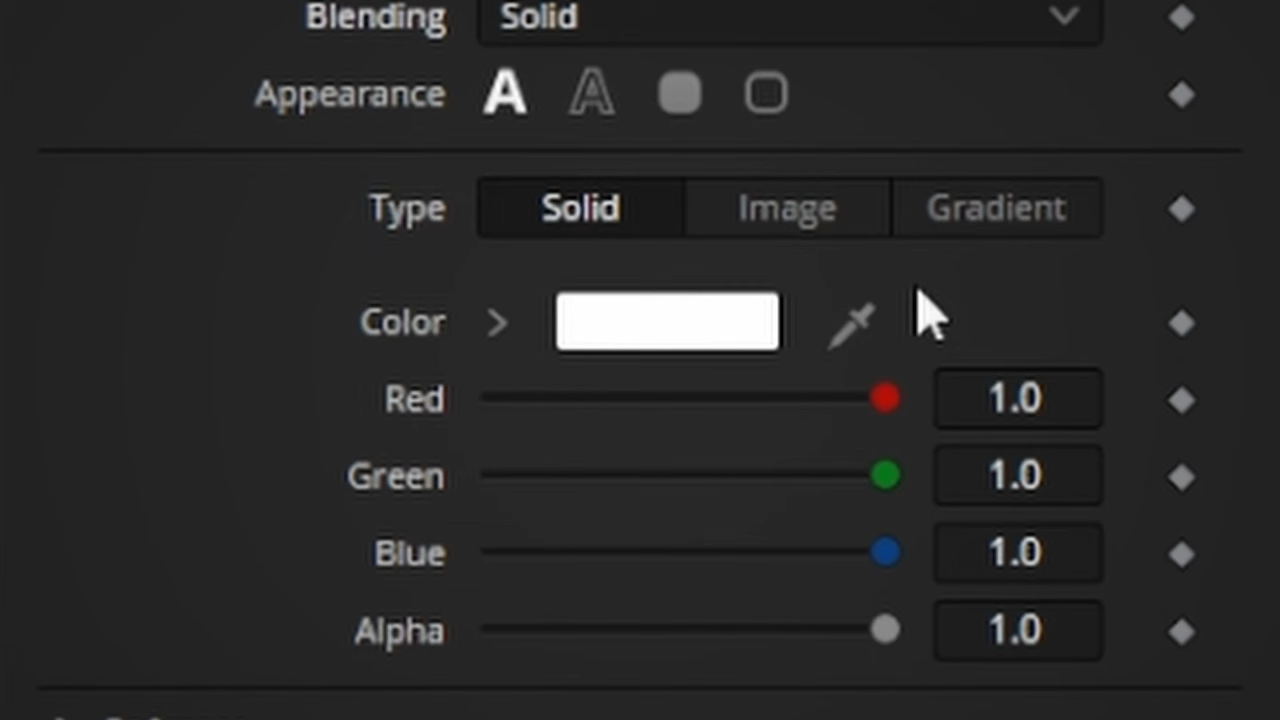 Blending Solid
Appearance A A
Type Solid Image Gradient
Color
Red 1.0
Green 1.0
Blue 1.0
Alpha 1.0